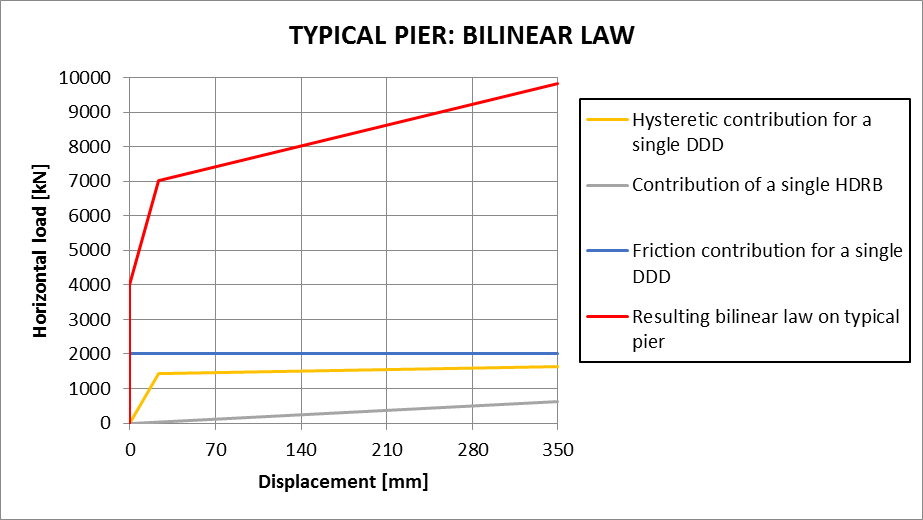 TYPICAL PIER: BILINEAR LAW
10000
9000
8000
7000
6000
5000
4000
3000
2000
1000
0
Horizontal load [kN]
0 70 140 210 280 350
Displacement [mm]
Hysteretic contribution for a
single DDD
Contribution of a single HDRB
Friction contribution for a single
DDD
Resulting bilinear law on typical
pier